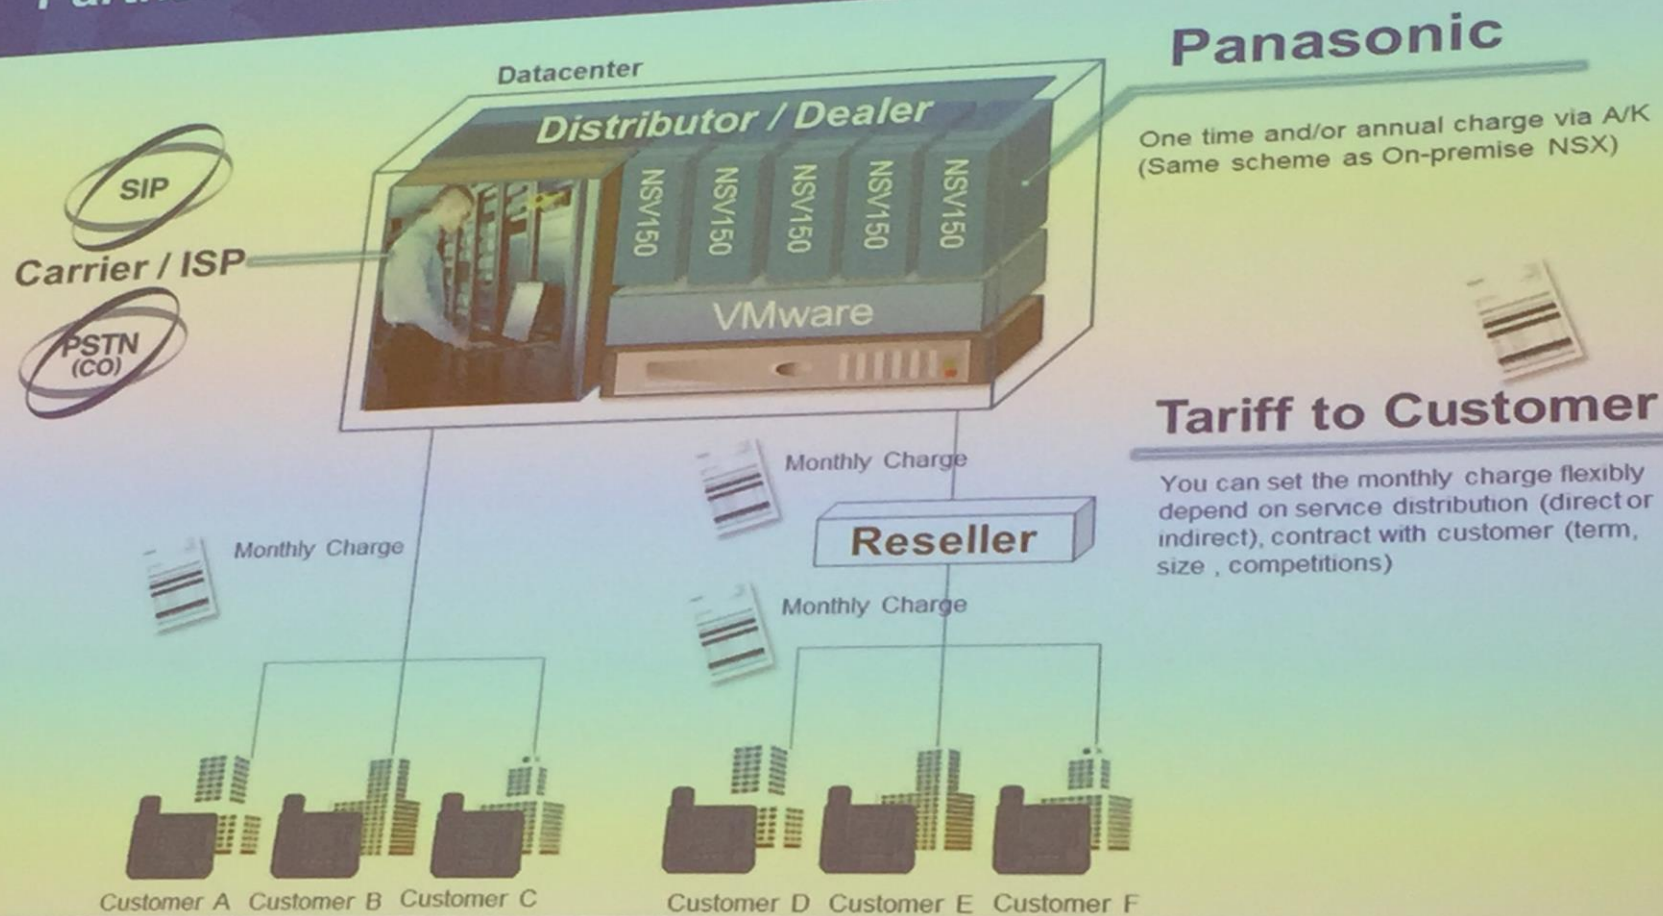 Panasonic
One time and/or annual charge via A/K
(Same scheme as On-premise NSX)
Datacenter
Distributor / Dealer
NSV150
NSV150
NSV150
NSV150
NSV150
VMware
SIP
Carrier / ISP
PSTN
(CO)
Tariff to Customer
You can set the monthly charge flexibly
depend on service distribution (direct or
indirect), contract with customer (term,
size , competitions)
Monthly Charge
Monthly Charge
Reseller
Monthly Charge
Customer A
Customer B
Customer C
Customer D
Customer E
Customer F